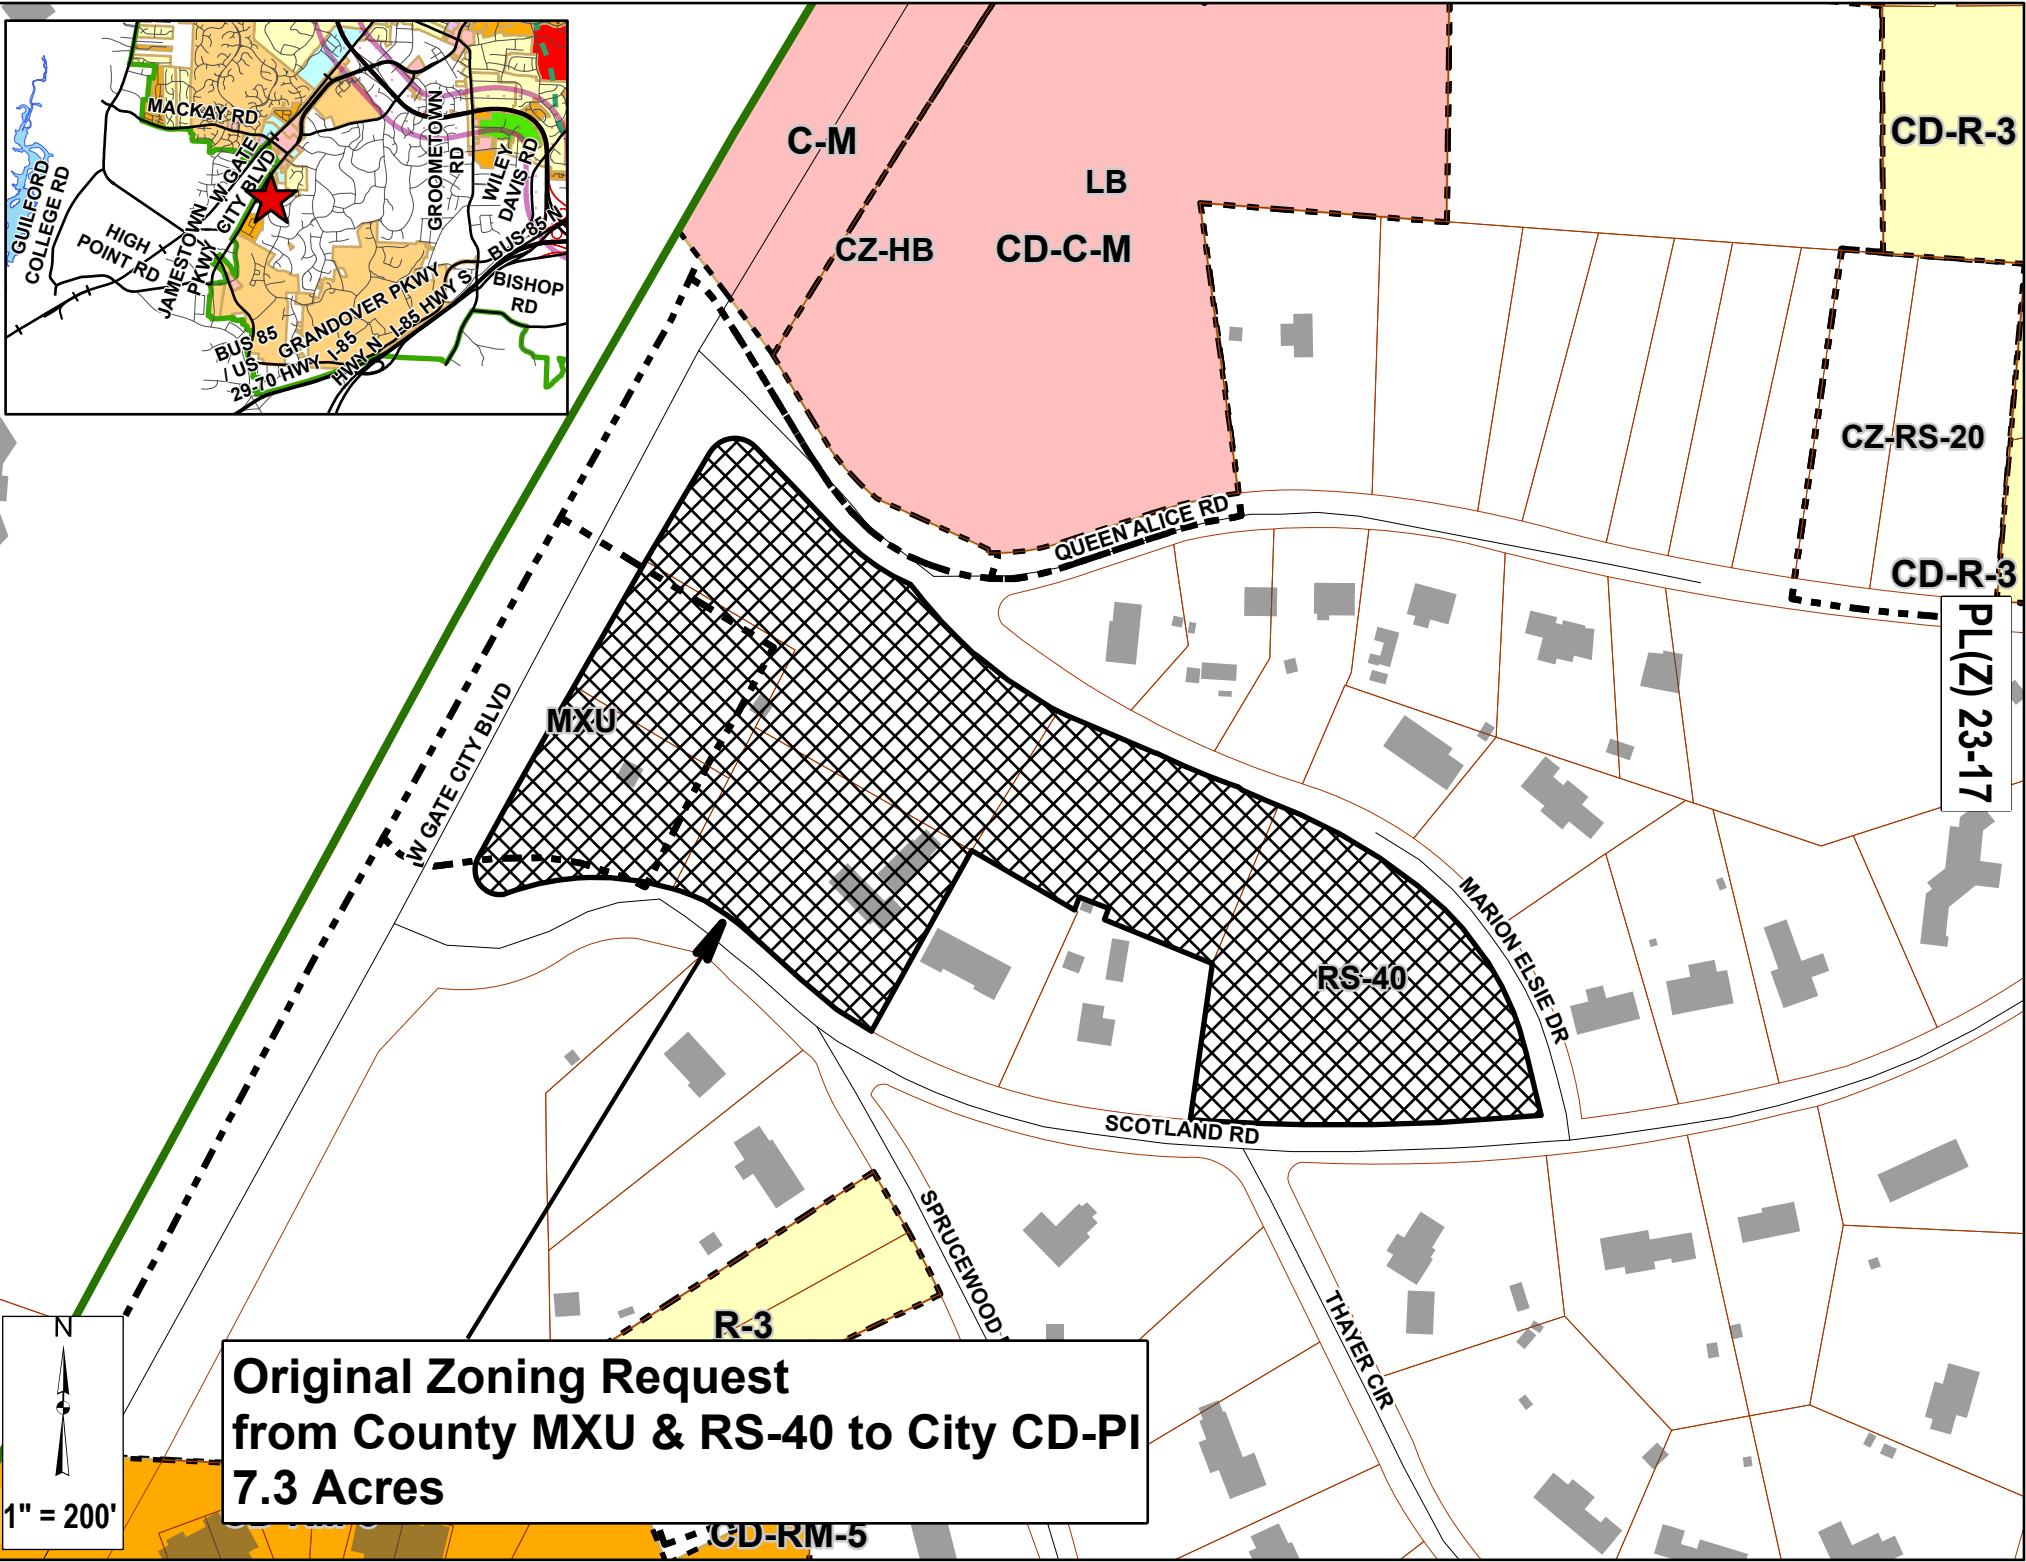 MACKAY RD
W GATE
CITY BLVD
GUILFORD
COLLEGE RD
HIGH
POINT RD
JAMESTOWN
PKWY
GROOMETOWN
RD
WILEY
DAVIS RD
BUS 85 N
BISHOP
RD
GRANDOVER PKWY
I-85 HWY S
BUS 85
/ US
29-70 HWY
I-85
HWY N
C-M
LB
CZ-HB
CD-C-M
CD-R-3
CZ-RS-20
CD-R-3
QUEEN ALICE RD
PL(Z) 23-17
MXU
W GATE CITY BLVD
MARION ELSIE DR
RS-40
SCOTLAND RD
SPRUCEWOOD
THAYER CIR
R-3
N
1" = 200'
Original Zoning Request
from County MXU & RS-40 to City CD-PI
7.3 Acres
CD-RM-5